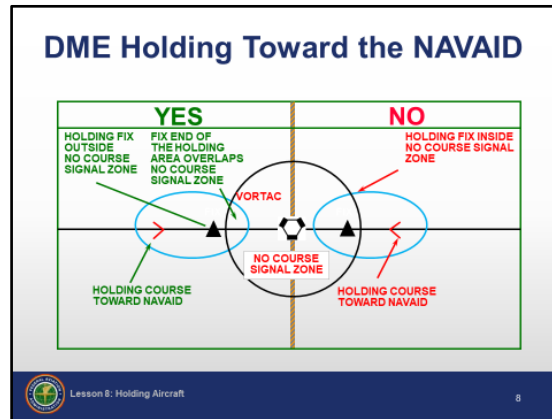 DME Holding Toward the NAVAID
YES
NO
HOLDING FIX
OUTSIDE
NO COURSE
SIGNAL ZONE
FIX END OF
THE HOLDING
AREA OVERLAPS
NO COURSE
SIGNAL ZONE
HOLDING FIX INSIDE
NO COURSE SIGNAL
ZONE
VORTAC
NO COURSE
SIGNAL ZONE
HOLDING COURSE
TOWARD NAVAID
HOLDING COURSE
TOWARD NAVAID
Lesson 8: Holding Aircraft
8